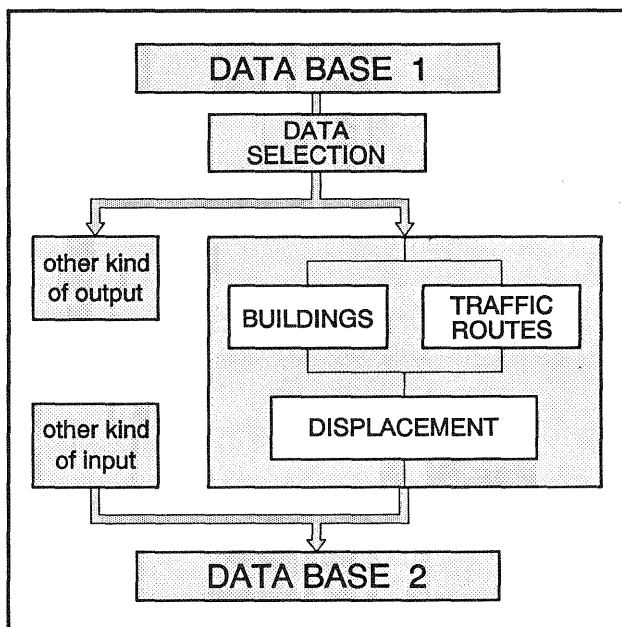 DATA BASE 1
DATA
SELECTION
other kind
of output
BUILDINGS
TRAFFIC
ROUTES
other kind
of input
DISPLACEMENT
DATA BASE 2